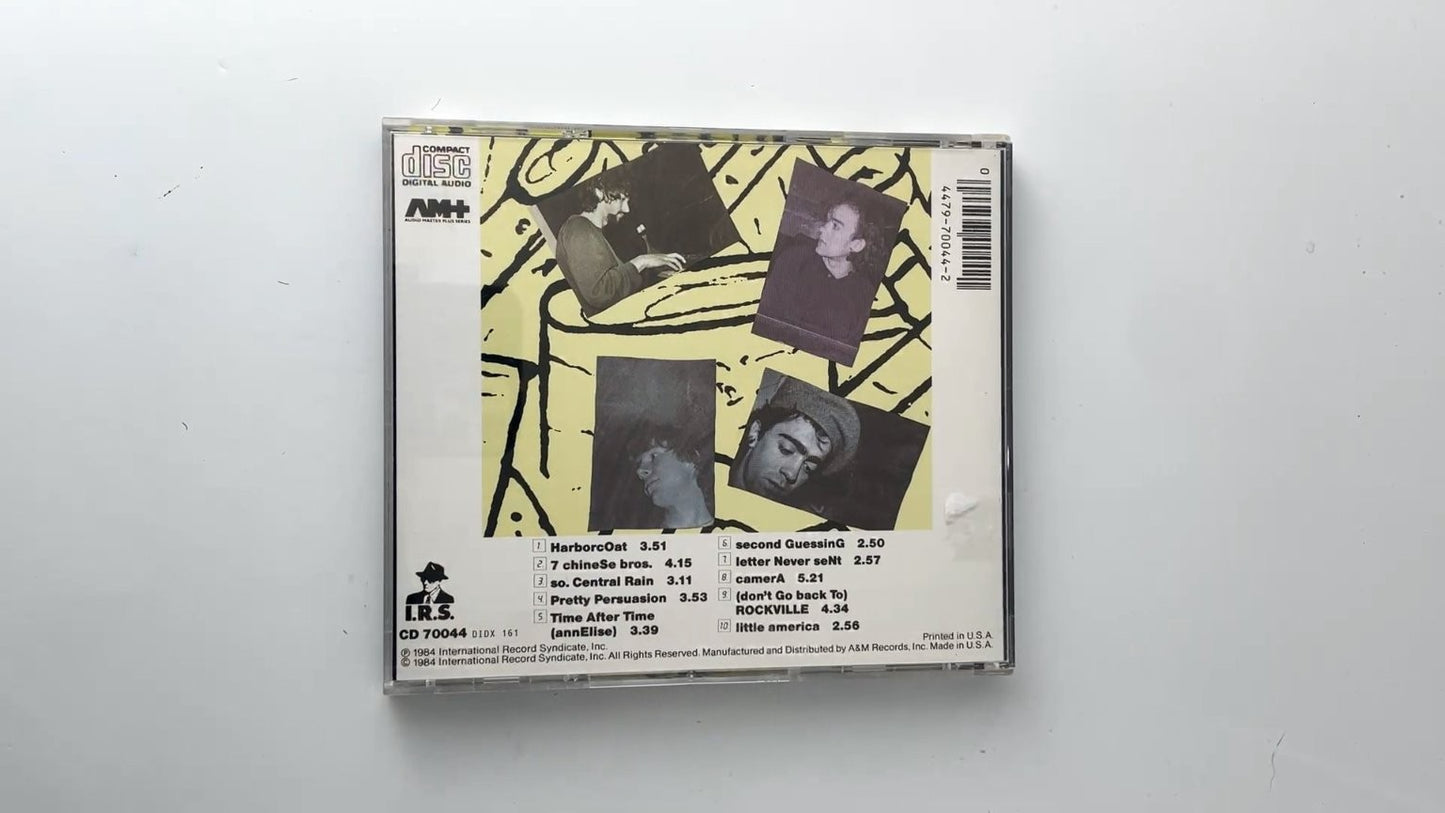 COMPACT
disc
DIGITAL AUDIO
AM+
AUDIO MASTER PLUS SERIES
0
4479-70044-2
1 HarborcOat 3.51
2 7 chineSe bros. 4.15
3 so. Central Rain 3.11
4 Pretty Persuasion 3.53
5 Time After Time
(annElise) 3.39
6 second GuessinG 2.50
7 letter Never seNt 2.57
8 camerA 5.21
9 (don't Go back To)
ROCKVILLE 4.34
10 little america 2.56
I.R.S.
CD 70044 DIDX 161
Printed in U.S.A.
℗ 1984 International Record Syndicate, Inc.
© 1984 International Record Syndicate, Inc. All Rights Reserved. Manufactured and Distributed by A&M Records, Inc. Made in U.S.A.